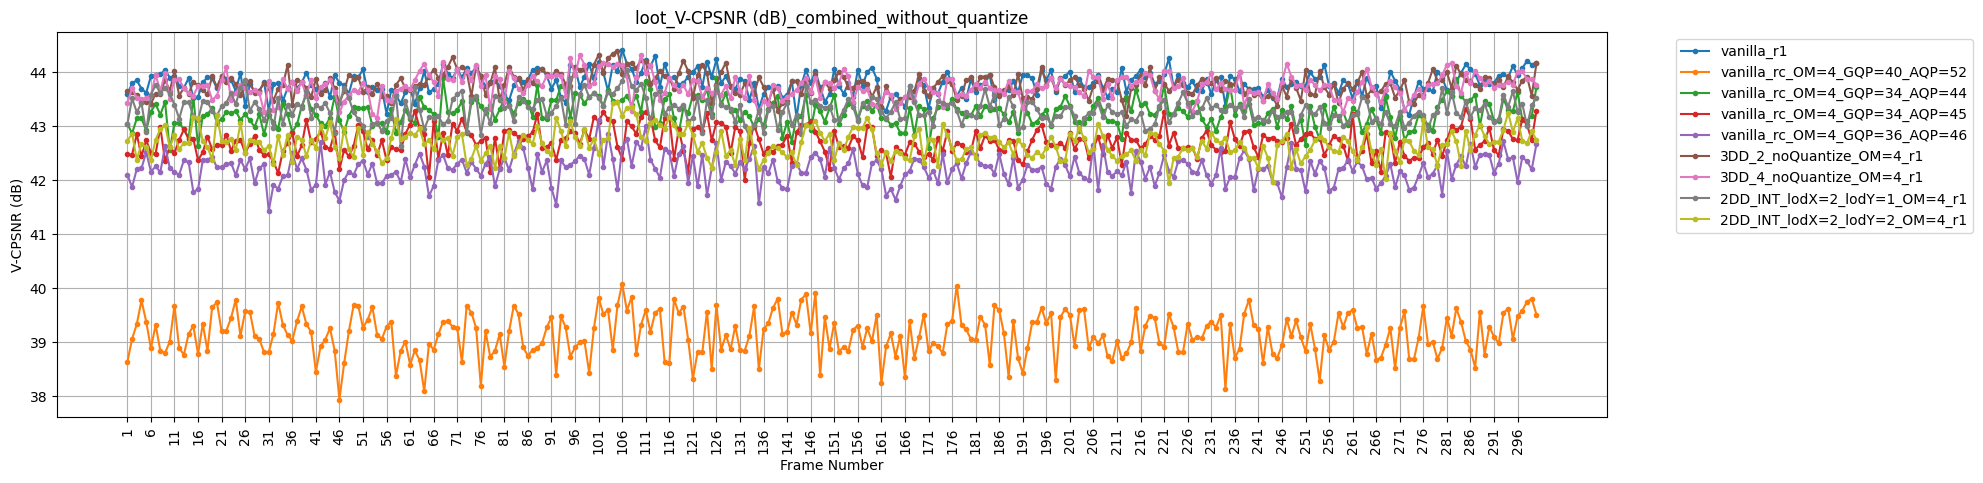 loot_V-CPSNR (dB)_combined_without_quantize
V-CPSNR (dB)
44
43
42
41
40
39
38
1 6 11 16 21 26 31 36 41 46 51 56 61 66 71 76 81 86 91 96 101 106 111 116 121 126 131 136 141 146 151 156 161 166 171 176 181 186 191 196 201 206 211 216 221 226 231 236 241 246 251 256 261 266 271 276 281 286 291 296
Frame Number
vanilla_r1
vanilla_rc_OM=4_GQP=40_AQP=52
vanilla_rc_OM=4_GQP=34_AQP=44
vanilla_rc_OM=4_GQP=34_AQP=45
vanilla_rc_OM=4_GQP=36_AQP=46
3DD_2_noQuantize_OM=4_r1
3DD_4_noQuantize_OM=4_r1
2DD_INT_lodX=2_lodY=1_OM=4_r1
2DD_INT_lodX=2_lodY=2_OM=4_r1